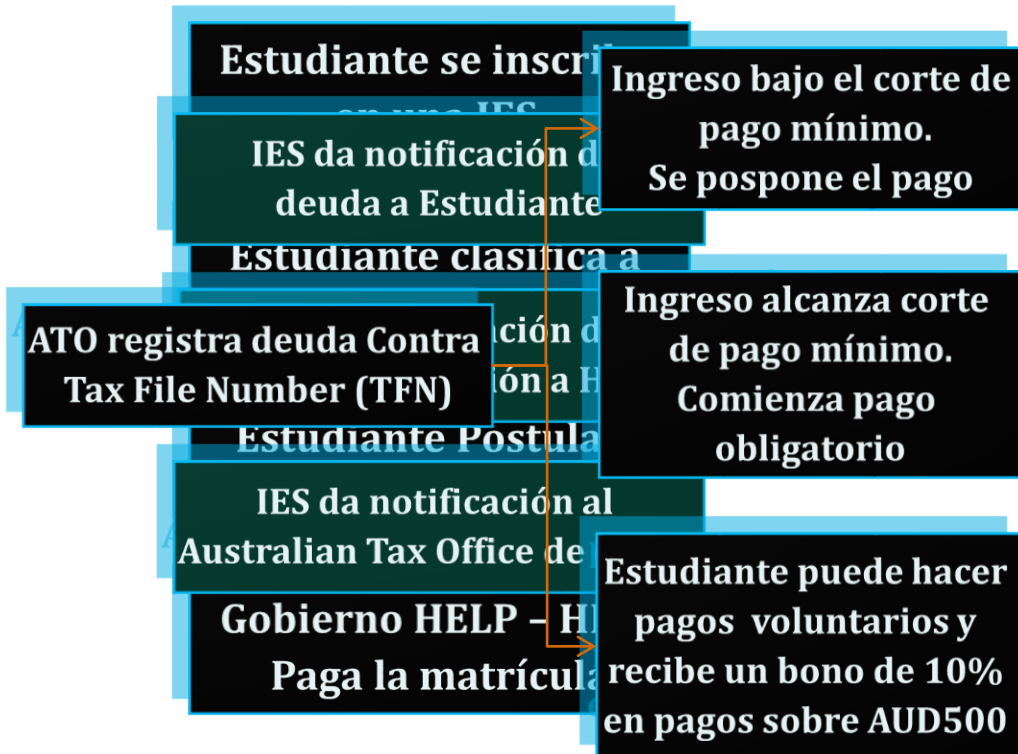 Estudiante se
en una IES
IES da notificación
deuda a Estudiante
Estudiante clasifica a
ATO registra deuda Contra
Tax File Number (TFN)
Estudiante Postula
IES da notificación al
Australian Tax Office de
Gobierno HELP –
Paga la matrícula
Ingreso bajo el corte de
pago mínimo.
Se pospone el pago
Ingreso alcanza corte
de pago mínimo.
Comienza pago
obligatorio
Estudiante puede hacer
pagos voluntarios y
recibe un bono de 10%
en pagos sobre AUD500